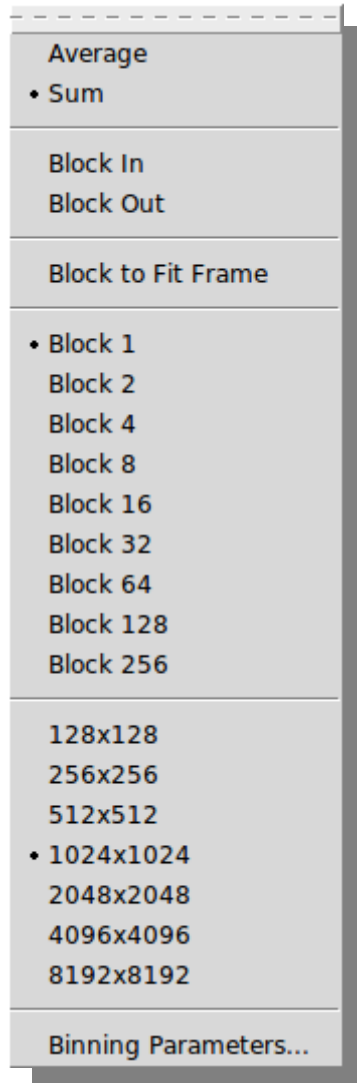 Average
Sum
Block In
Block Out
Block to Fit Frame
Block 1
Block 2
Block 4
Block 8
Block 16
Block 32
Block 64
Block 128
Block 256
128x128
256x256
512x512
1024x1024
2048x2048
4096x4096
8192x8192
Binning Parameters...